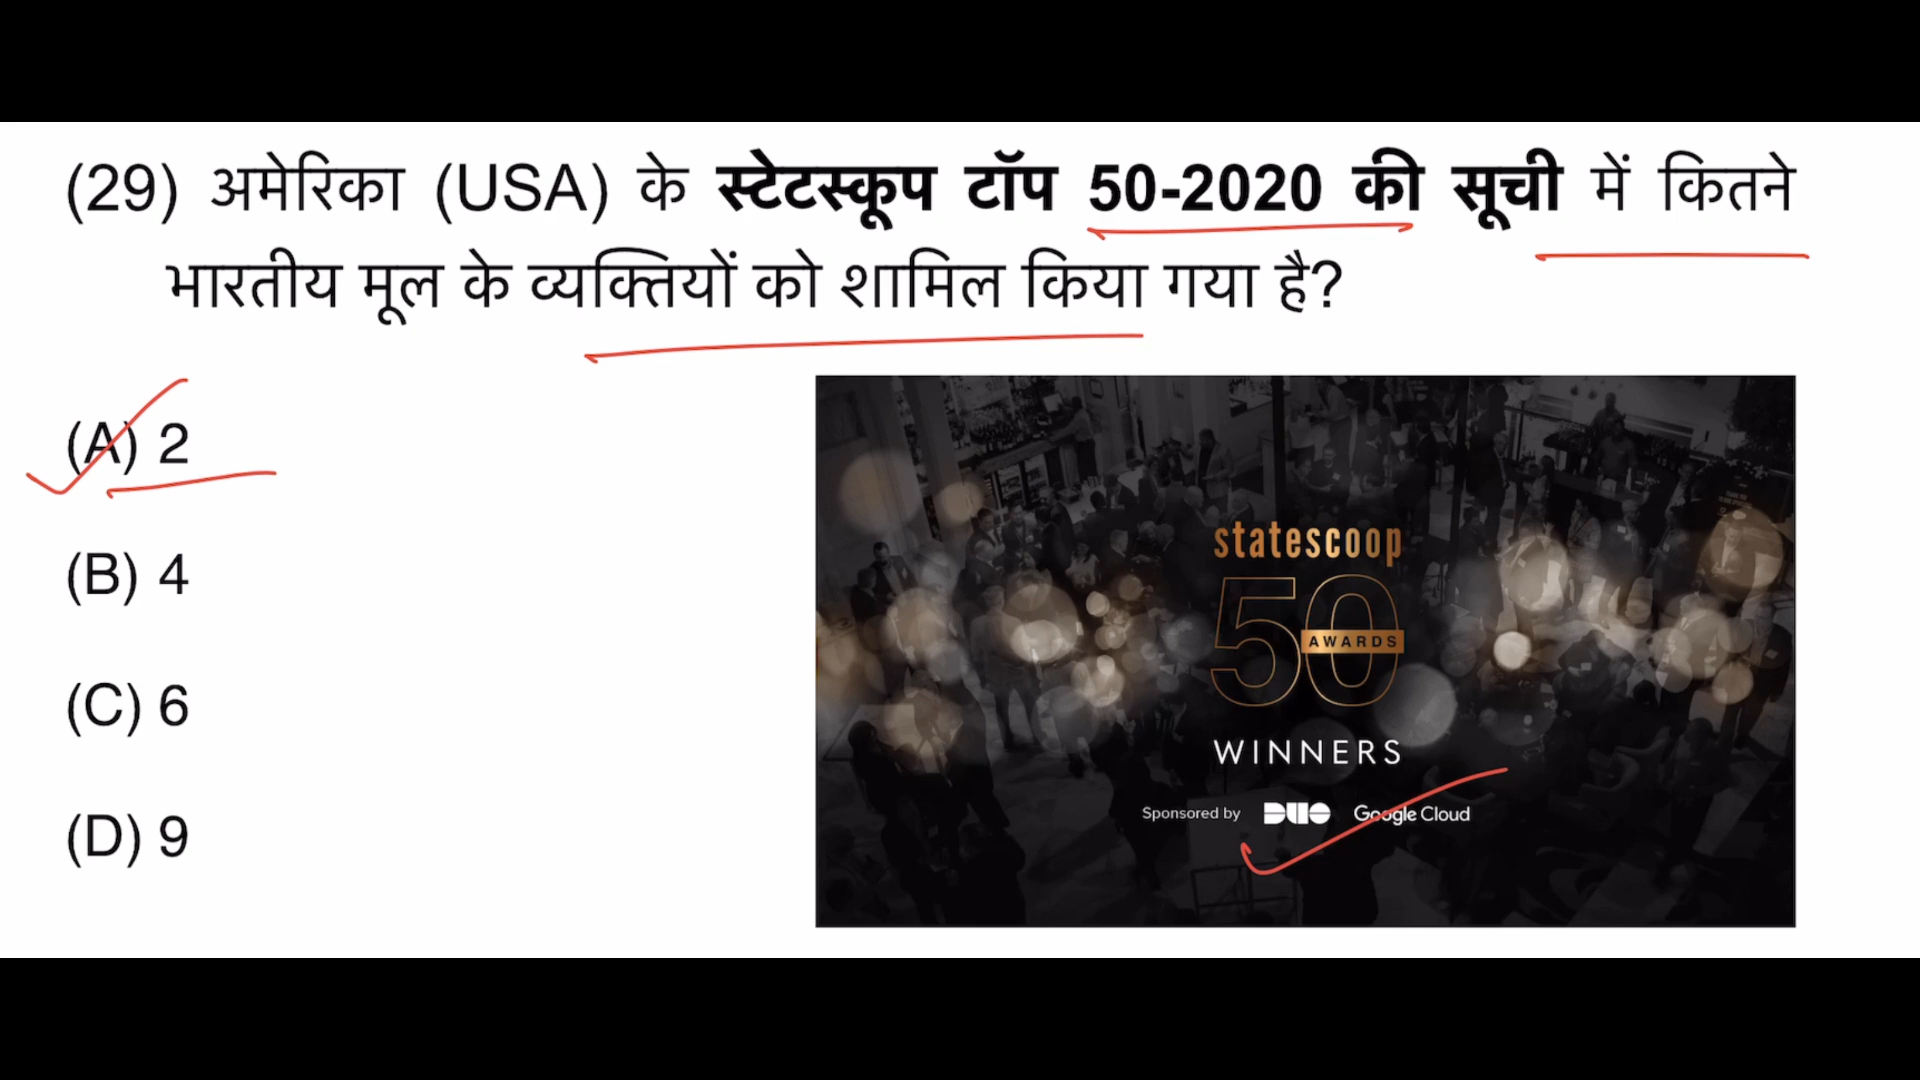 (29) अमेरिका (USA) के स्टेटस्कूप टॉप 50-2020 की सूची में कितने
भारतीय मूल के व्यक्तियों को शामिल किया गया है?
(A) 2
(B) 4
(C) 6
(D) 9
statescoop
50
AWARDS
WINNERS
Sponsored by DUO Google Cloud